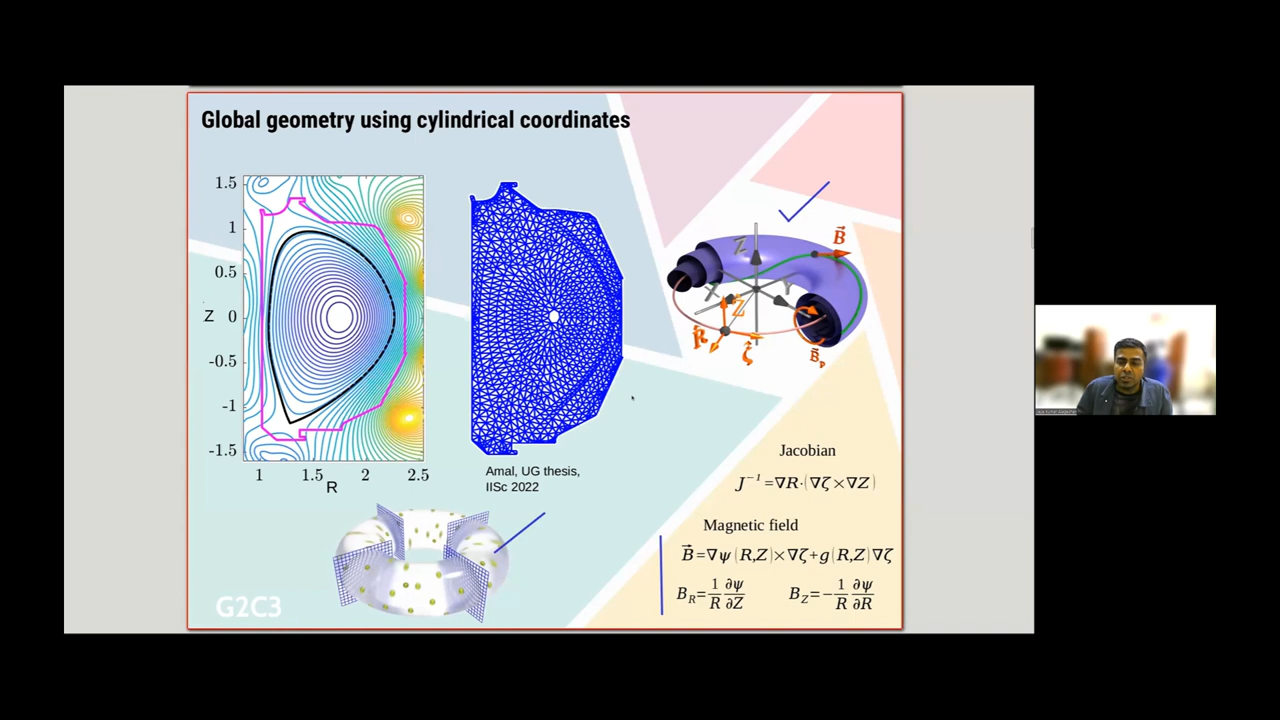 Global geometry using cylindrical coordinates
1.5
1
0.5
Z 0
-0.5
-1
-1.5
1 1.5 2 2.5
R
Amal, UG thesis,
IISc 2022
Z
X
Y
B⃗
R̂
Ẑ
ζ̂
B⃗ₚ
Jacobian
J⁻¹=∇R·(∇ζ×∇Z)
Magnetic field
B⃗=∇ψ(R,Z)×∇ζ+g(R,Z)∇ζ
B_R=1/R ∂ψ/∂Z B_Z=−1/R ∂ψ/∂R
G2C3